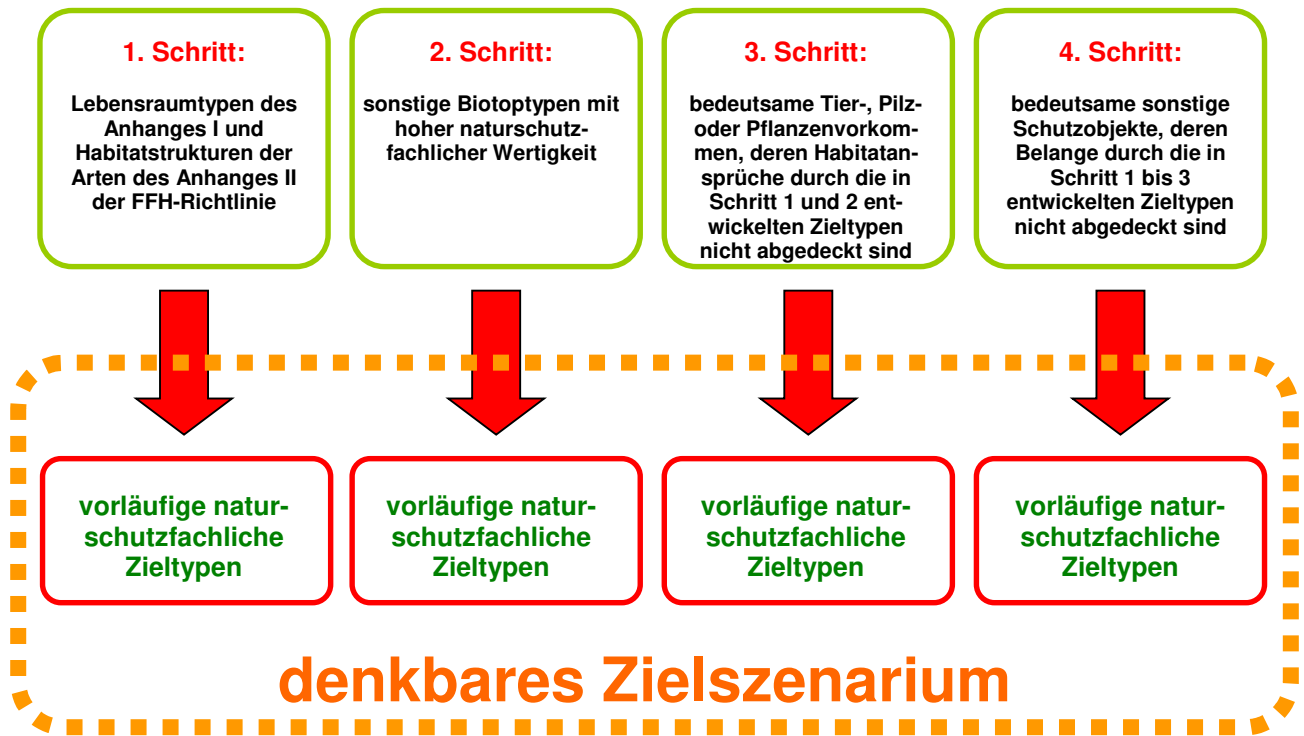 1. Schritt:
Lebensraumtypen des
Anhanges I und
Habitatstrukturen der
Arten des Anhanges II
der FFH-Richtlinie
2. Schritt:
sonstige Biotoptypen mit
hoher naturschutz-
fachlicher Wertigkeit
3. Schritt:
bedeutsame Tier-, Pilz-
oder Pflanzenvorkom-
men, deren Habitatan-
sprüche durch die in
Schritt 1 und 2 ent-
wickelten Zieltypen
nicht abgedeckt sind
4. Schritt:
bedeutsame sonstige
Schutzobjekte, deren
Belange durch die in
Schritt 1 bis 3
entwickelten Zieltypen
nicht abgedeckt sind
vorläufige natur-
schutzfachliche
Zieltypen
vorläufige natur-
schutzfachliche
Zieltypen
vorläufige natur-
schutzfachliche
Zieltypen
vorläufige natur-
schutzfachliche
Zieltypen
denkbares Zielszenarium